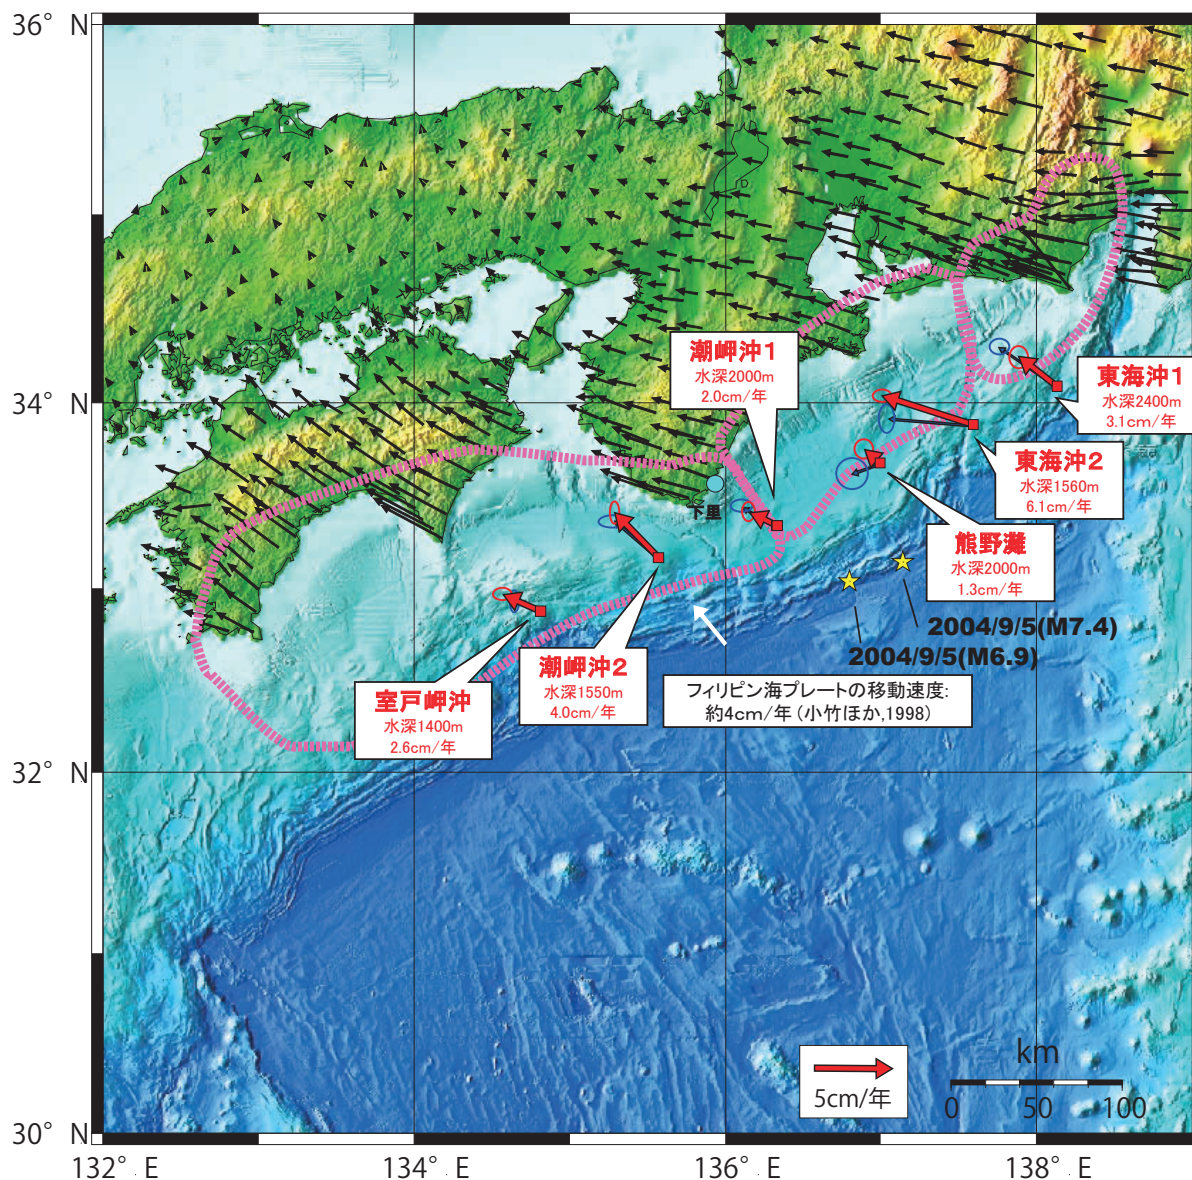 36° N
潮岬沖1
水深2000m
2.0cm/年
東海沖1
水深2400m
3.1cm/年
34° N
東海沖2
水深1560m
6.1cm/年
下里
熊野灘
水深2000m
1.3cm/年
2004/9/5(M7.4)
2004/9/5(M6.9)
潮岬沖2
水深1550m
4.0cm/年
室戸岬沖
水深1400m
2.6cm/年
フィリピン海プレートの移動速度:
約4cm/年(小竹ほか,1998)
32° N
km
5cm/年
0 50 100
30° N
132° E 134° E 136° E 138° E